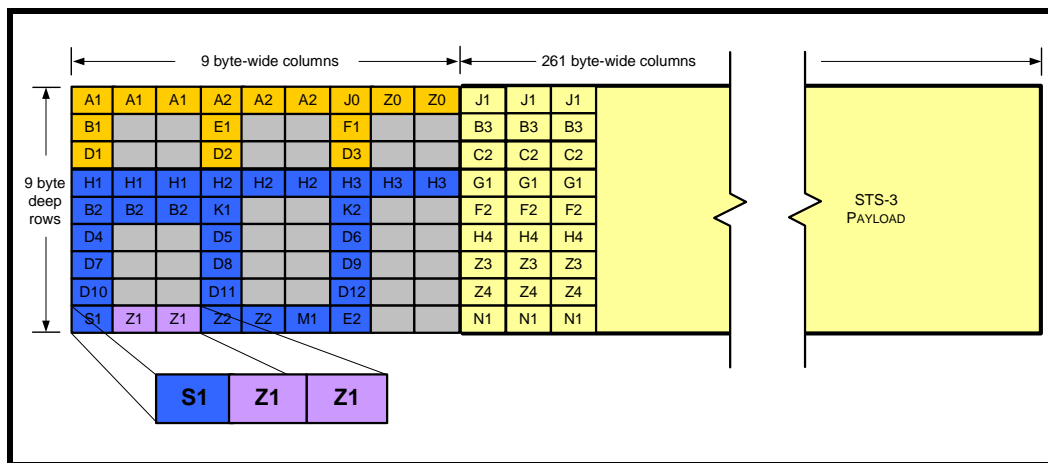 9 byte-wide columns 261 byte-wide columns
A1 A1 A1 A2 A2 A2 J0 Z0 Z0 J1 J1 J1
B1 E1 F1 B3 B3 B3
D1 D2 D3 C2 C2 C2
H1 H1 H1 H2 H2 H2 H3 H3 H3 G1 G1 G1
B2 B2 B2 K1 K2 F2 F2 F2
D4 D5 D6 H4 H4 H4
D7 D8 D9 Z3 Z3 Z3
D10 D11 D12 Z4 Z4 Z4
S1 Z1 Z1 Z2 Z2 M1 E2 N1 N1 N1
9 byte
deep
rows
STS-3
PAYLOAD
S1 Z1 Z1